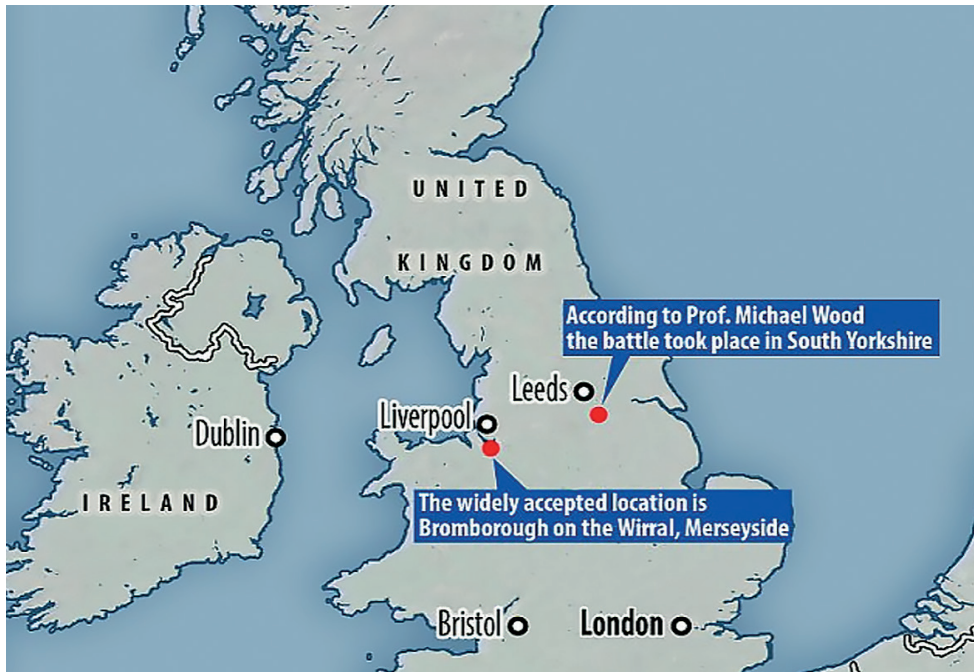 UNITED
KINGDOM
According to Prof. Michael Wood
the battle took place in South Yorkshire
Leeds
Liverpool
Dublin
IRELAND
The widely accepted location is
Bromborough on the Wirral, Merseyside
Bristol
London